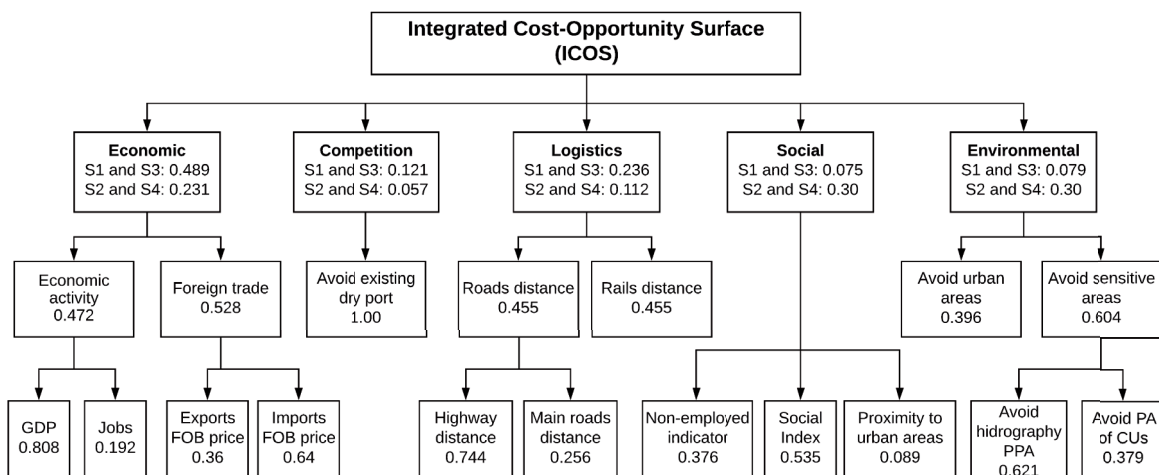 Integrated Cost-Opportunity Surface
(ICOS)
Economic
S1 and S3: 0.489
S2 and S4: 0.231
Competition
S1 and S3: 0.121
S2 and S4: 0.057
Logistics
S1 and S3: 0.236
S2 and S4: 0.112
Social
S1 and S3: 0.075
S2 and S4: 0.30
Environmental
S1 and S3: 0.079
S2 and S4: 0.30
Economic
activity
0.472
Foreign trade
0.528
Avoid existing
dry port
1.00
Roads distance
0.455
Rails distance
0.455
Avoid urban
areas
0.396
Avoid sensitive
areas
0.604
GDP
0.808
Jobs
0.192
Exports
FOB price
0.36
Imports
FOB price
0.64
Highway
distance
0.744
Main roads
distance
0.256
Non-employed
indicator
0.376
Social
Index
0.535
Proximity to
urban areas
0.089
Avoid
hidrography
PPA
0.621
Avoid PA
of CUs
0.379